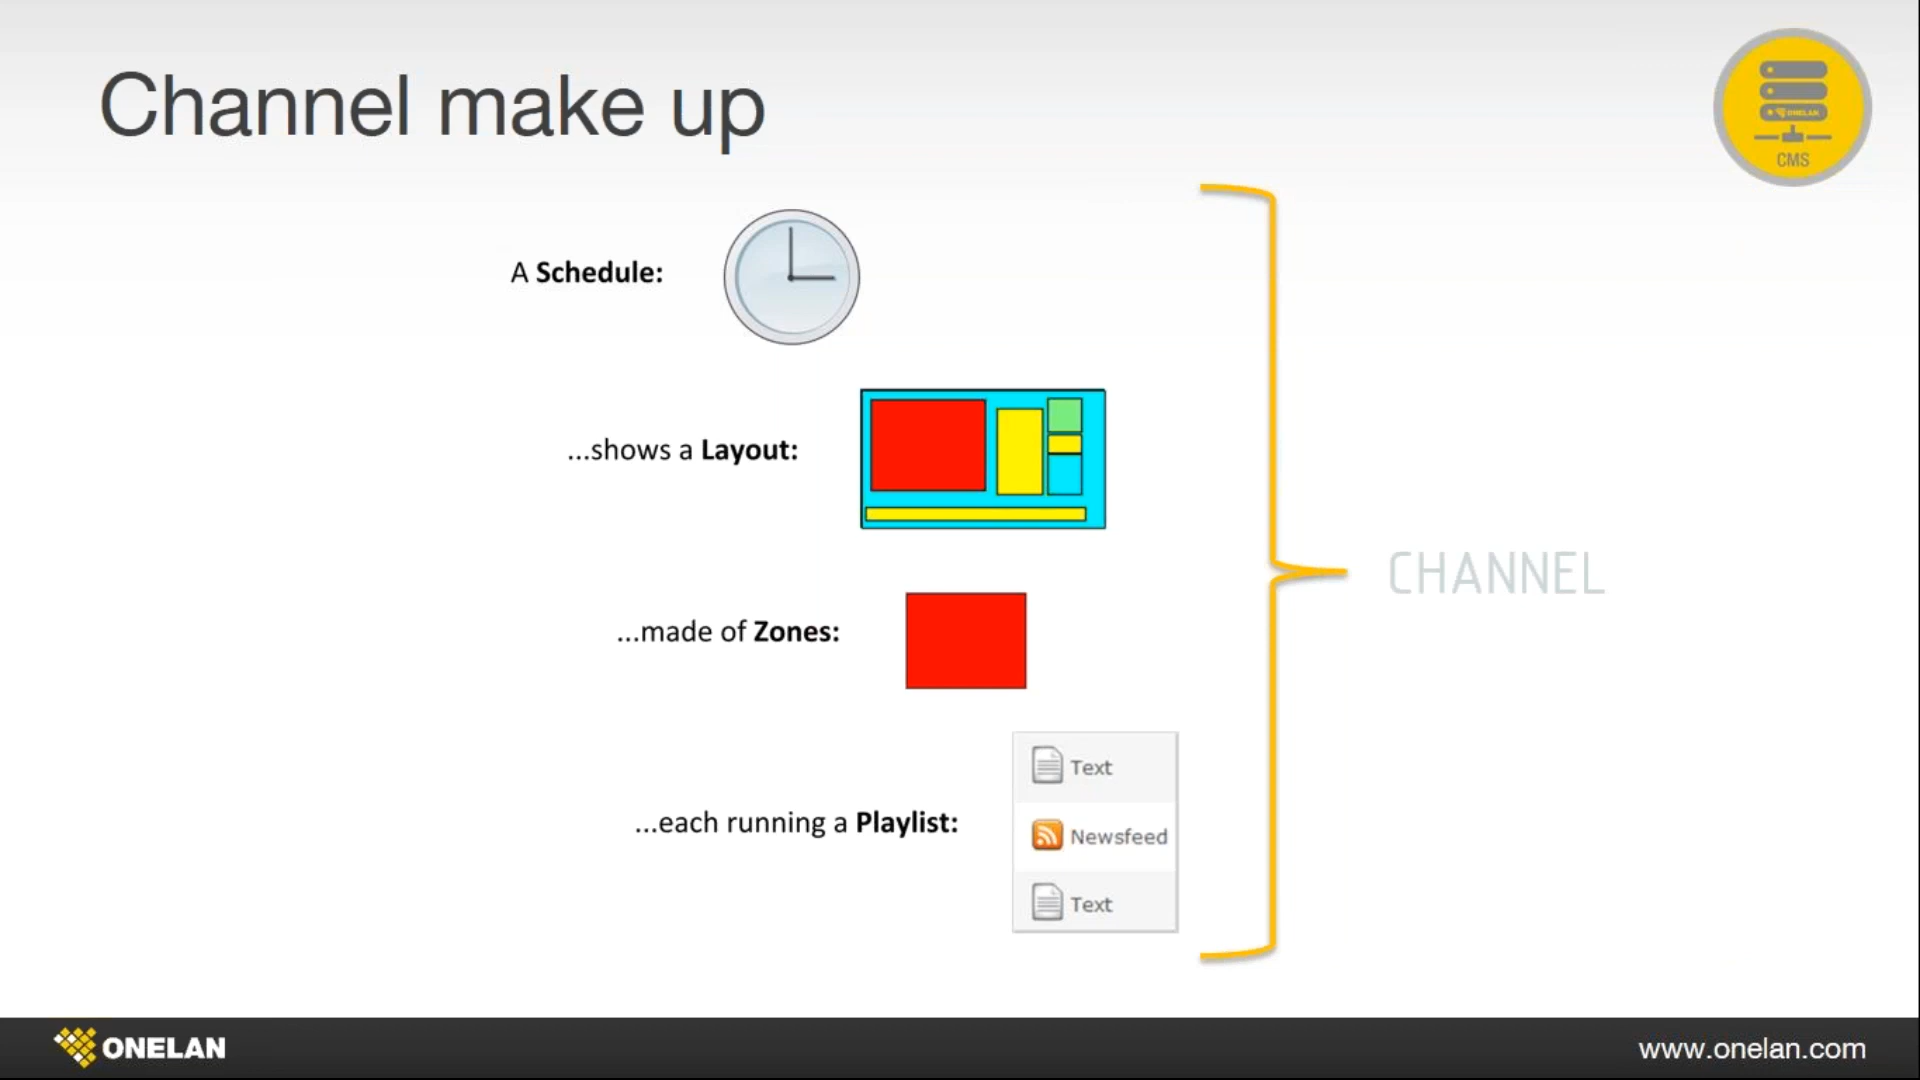 Channel make up
ONELAN
CMS
A Schedule:
...shows a Layout:
...made of Zones:
CHANNEL
...each running a Playlist:
Text
Newsfeed
Text
ONELAN
www.onelan.com